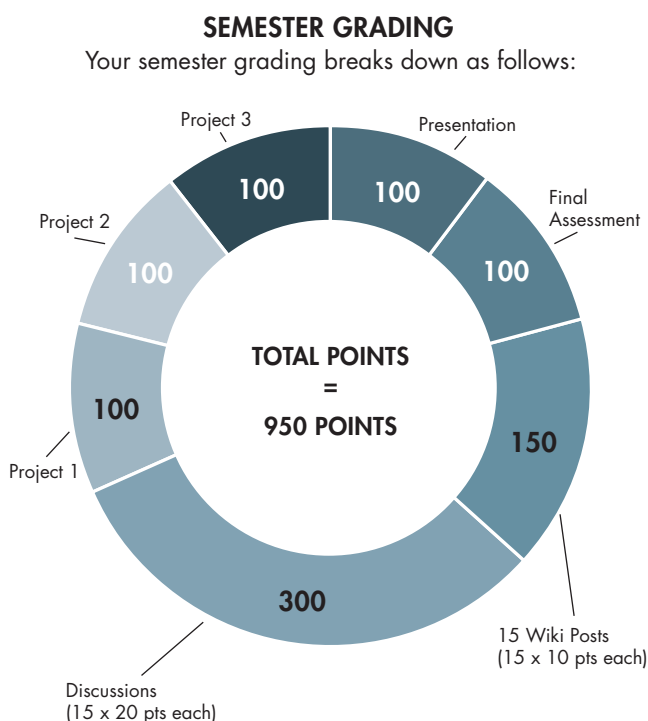 SEMESTER GRADING
Your semester grading breaks down as follows:
Project 3
Presentation
100
100
Project 2
Final
Assessment
100
100
TOTAL POINTS
=
950 POINTS
100
150
Project 1
300
15 Wiki Posts
(15 x 10 pts each)
Discussions
(15 x 20 pts each)